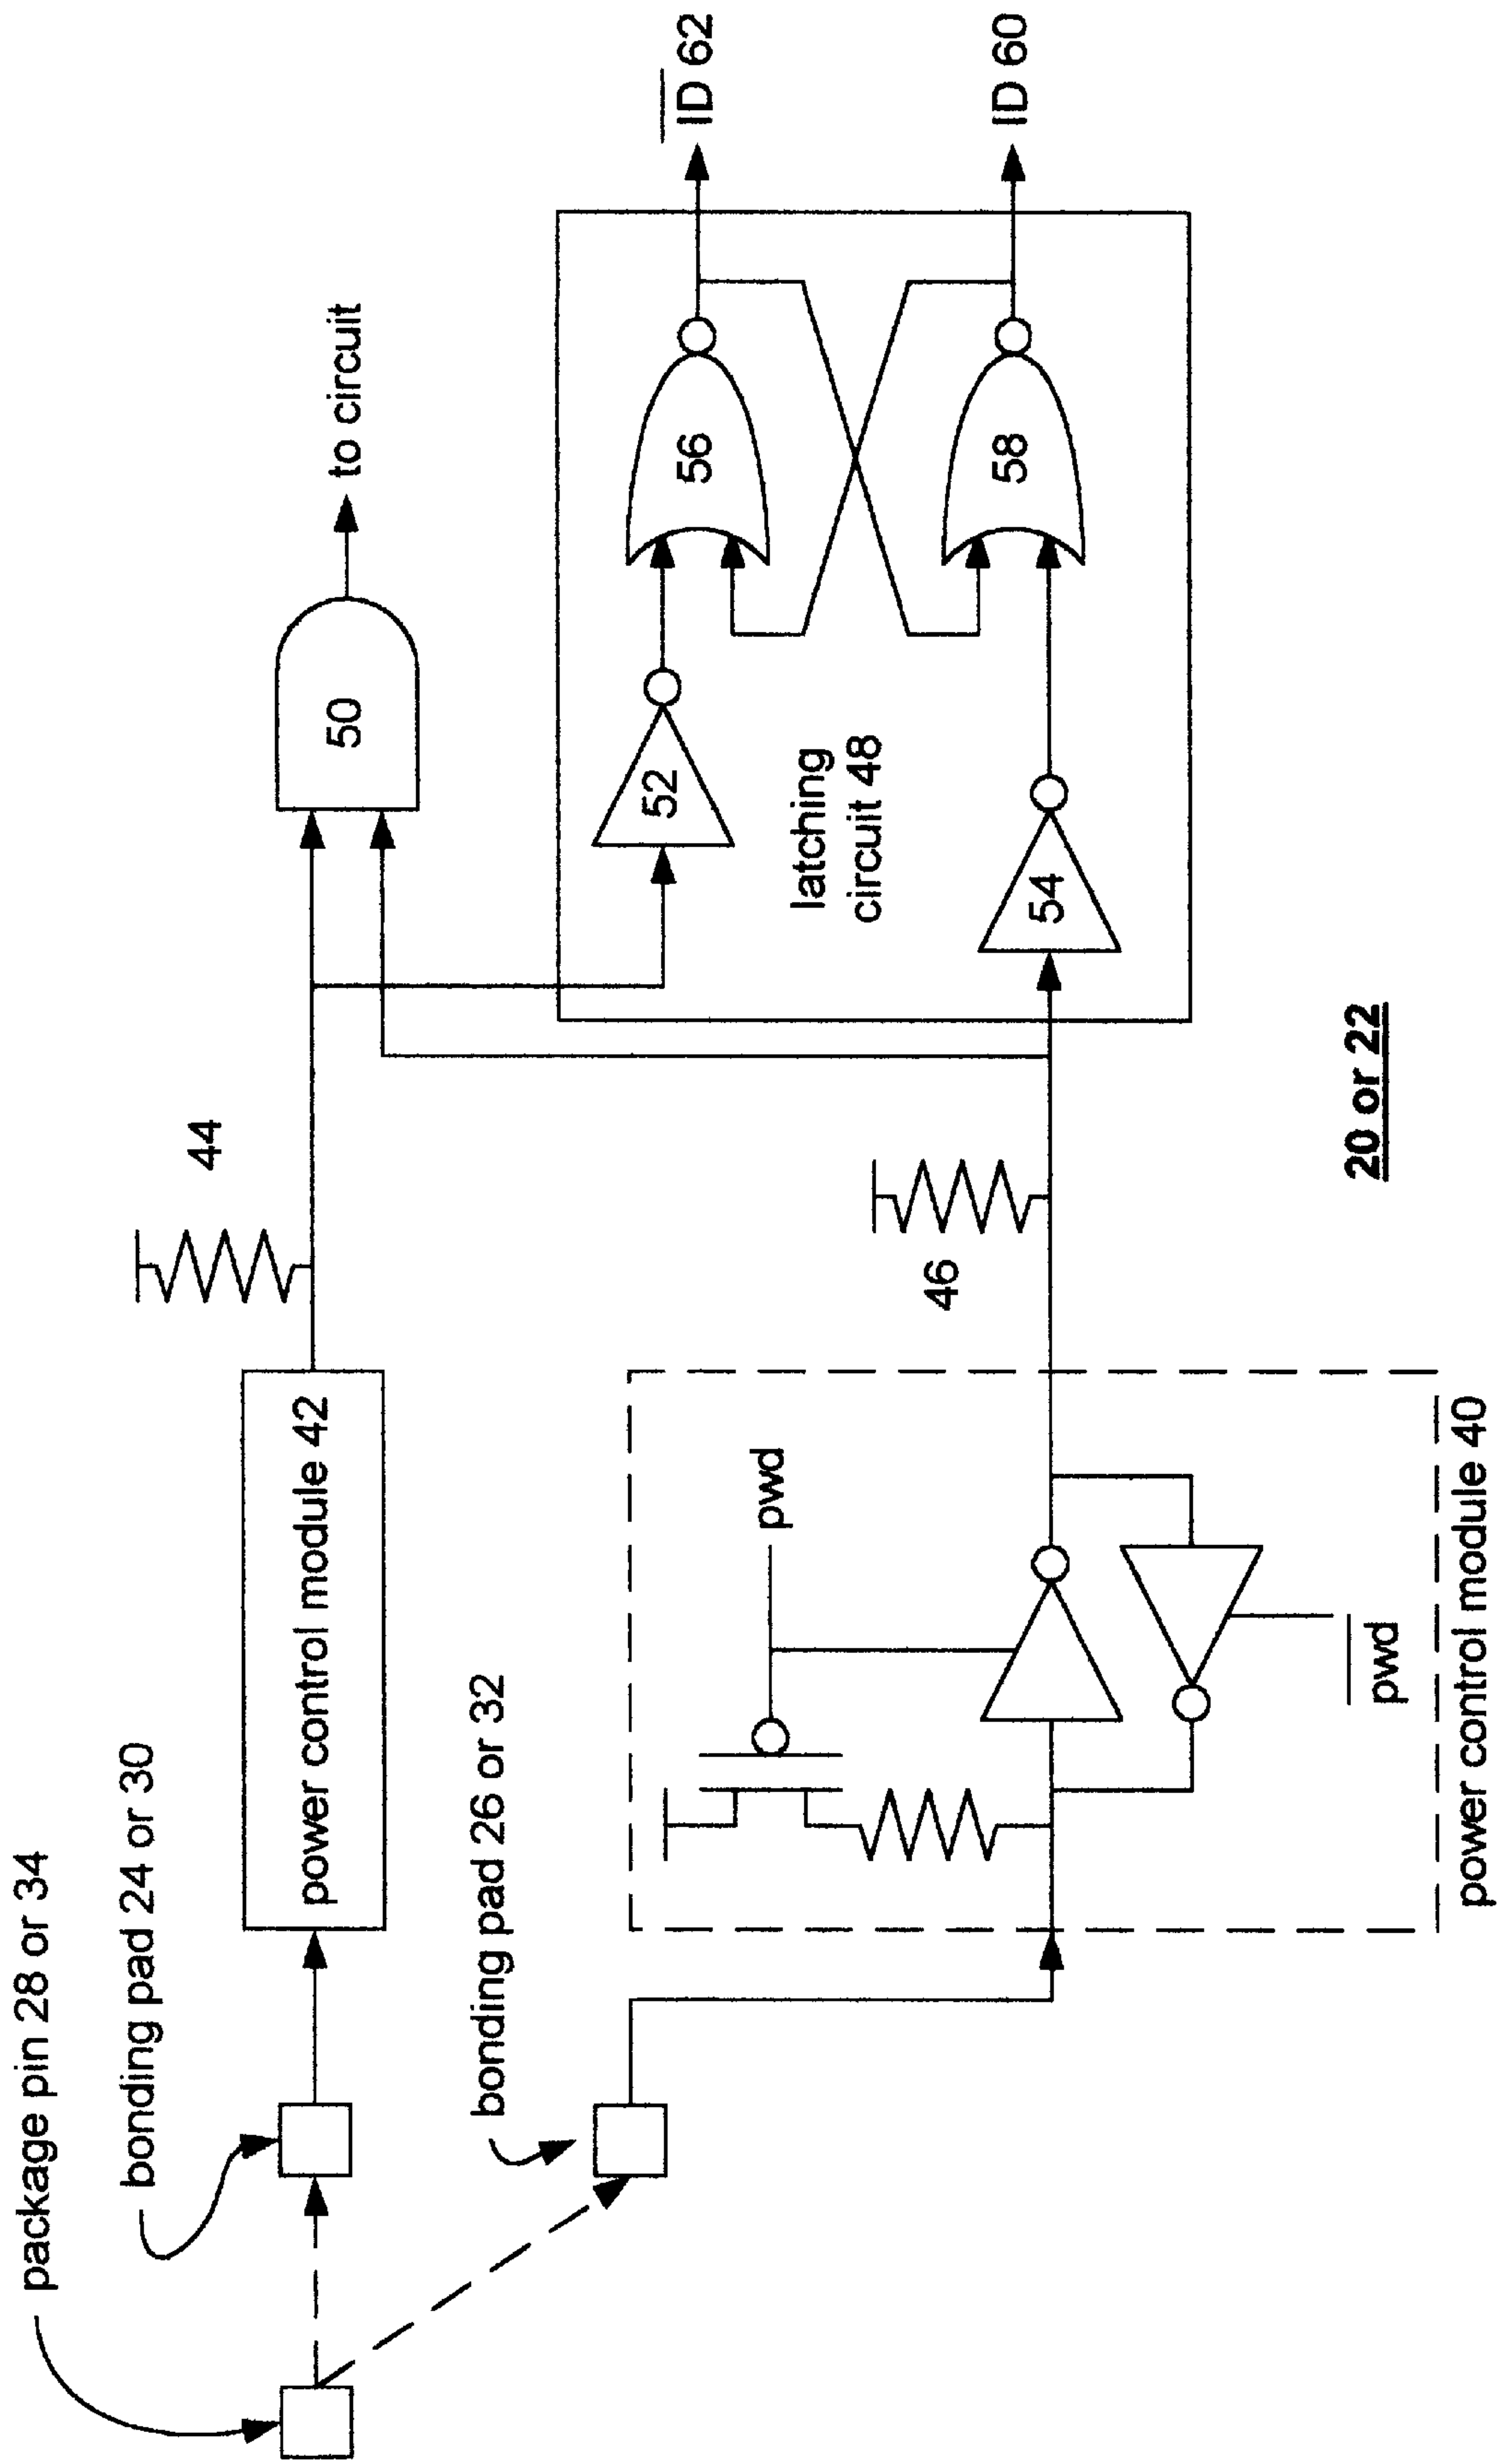 package pin 28 or 34
bonding pad 24 or 30
power control module 42
44
50
to circuit
bonding pad 26 or 32
pwd
pwd
power control module 40
46
latching
circuit 48
52
54
56
58
ID 62
ID 60
20 or 22